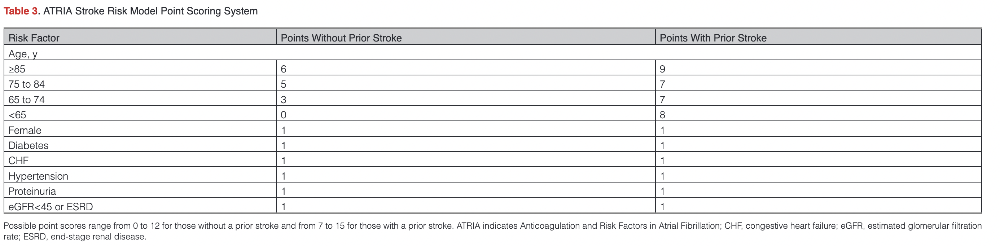 Table 3. ATRIA Stroke Risk Model Point Scoring System
Risk Factor Points Without Prior Stroke Points With Prior Stroke
Age, y
≥85 6 9
75 to 84 5 7
65 to 74 3 7
<65 0 8
Female 1 1
Diabetes 1 1
CHF 1 1
Hypertension 1 1
Proteinuria 1 1
eGFR<45 or ESRD 1 1
Possible point scores range from 0 to 12 for those without a prior stroke and from 7 to 15 for those with a prior stroke. ATRIA indicates Anticoagulation and Risk Factors in Atrial Fibrillation; CHF, congestive heart failure; eGFR, estimated glomerular filtration
rate; ESRD, end-stage renal disease.